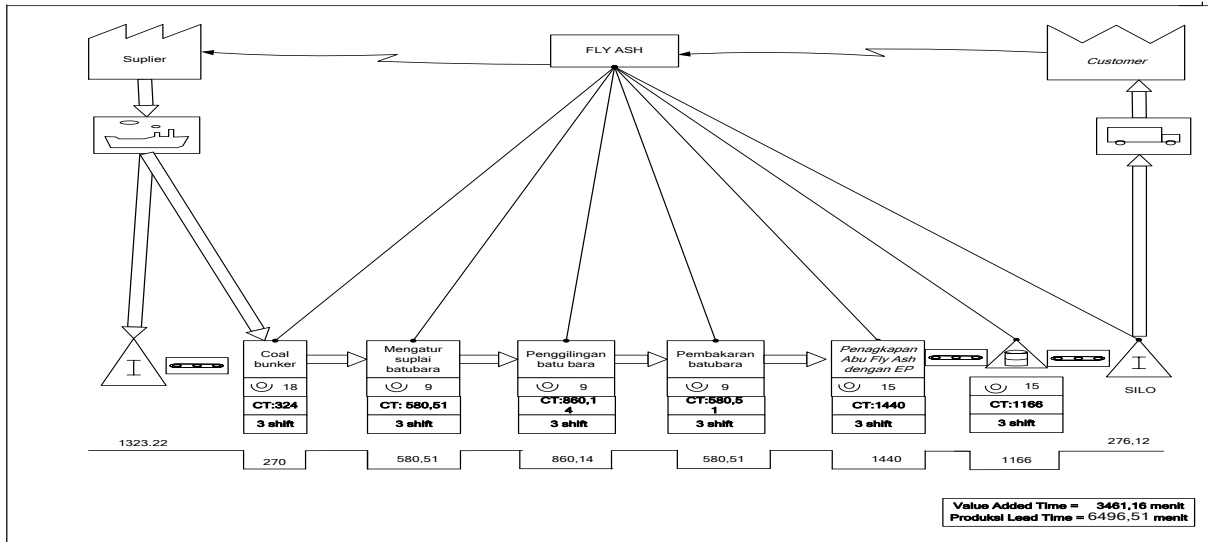 Suplier
FLY ASH
Customer
I
Coal
bunker
18
CT:324
3 shift
Mengatur
suplai
batubara
9
CT: 580,51
3 shift
Penggilingan
batu bara
9
CT:860,1
4
3 shift
Pembakaran
batubara
9
CT:580,5
1
3 shift
Penagkapan
Abu Fly Ash
dengan EP
15
CT:1440
3 shift
15
CT:1166
3 shift
I
SILO
1323.22
270
580,51
860,14
580,51
1440
1166
276,12
Value Added Time = 3461,16 menit
Produksi Lead Time = 6496,51 menit